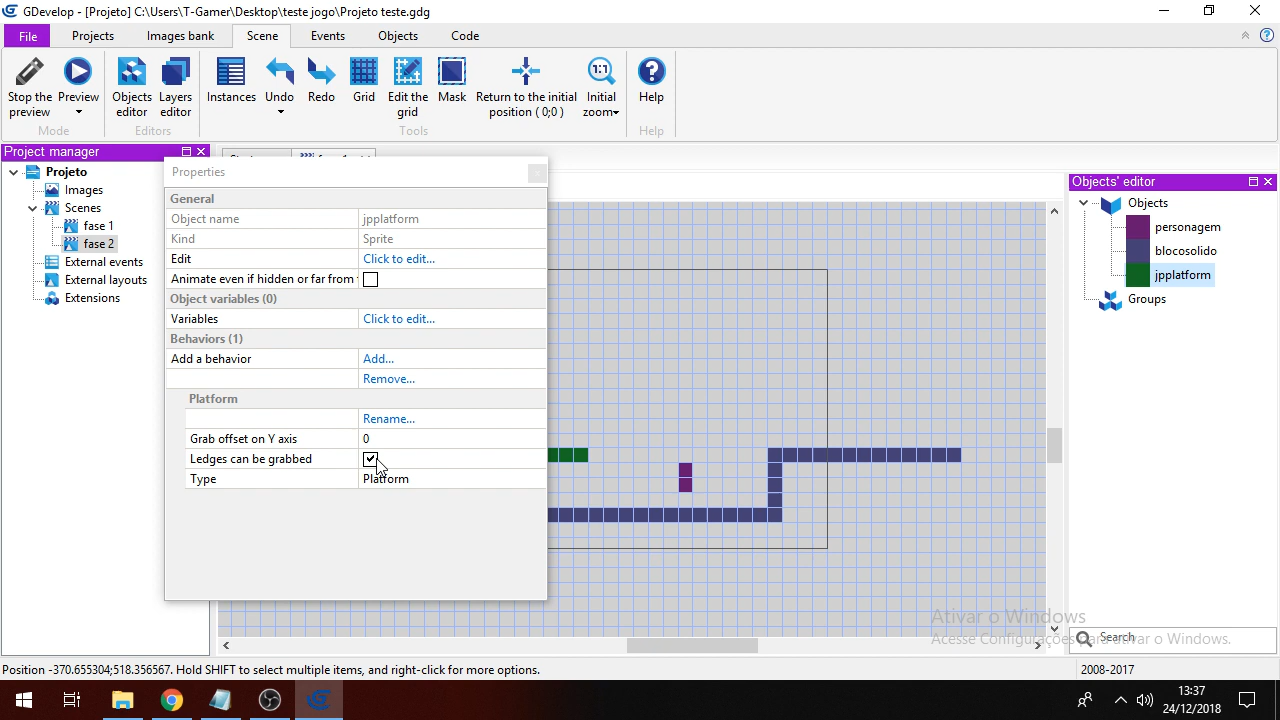 GDevelop - [Projeto] C:\Users\T-Gamer\Desktop\teste jogo\Projeto teste.gdg
File Projects Images bank Scene Events Objects Code
Stop the preview Preview Objects editor Layers editor Instances Undo Redo Grid Edit the grid Mask Return to the initial position ( 0;0 ) Initial zoom Help
Mode Editors Tools Help
Project manager
Projeto
Images
Scenes
fase 1
fase 2
External events
External layouts
Extensions
Properties
General
Object name jpplatform
Kind Sprite
Edit Click to edit...
Animate even if hidden or far from
Object variables (0)
Variables Click to edit...
Behaviors (1)
Add a behavior Add...
Remove...
Platform
Rename...
Grab offset on Y axis 0
Ledges can be grabbed
Type Platform
Objects' editor
Objects
personagem
blocosolido
jpplatform
Groups
Ativar o Windows
Acesse Configurações para ativar o Windows.
Search
Position -370.655304;518.356567. Hold SHIFT to select multiple items, and right-click for more options.
2008-2017
13:37
24/12/2018